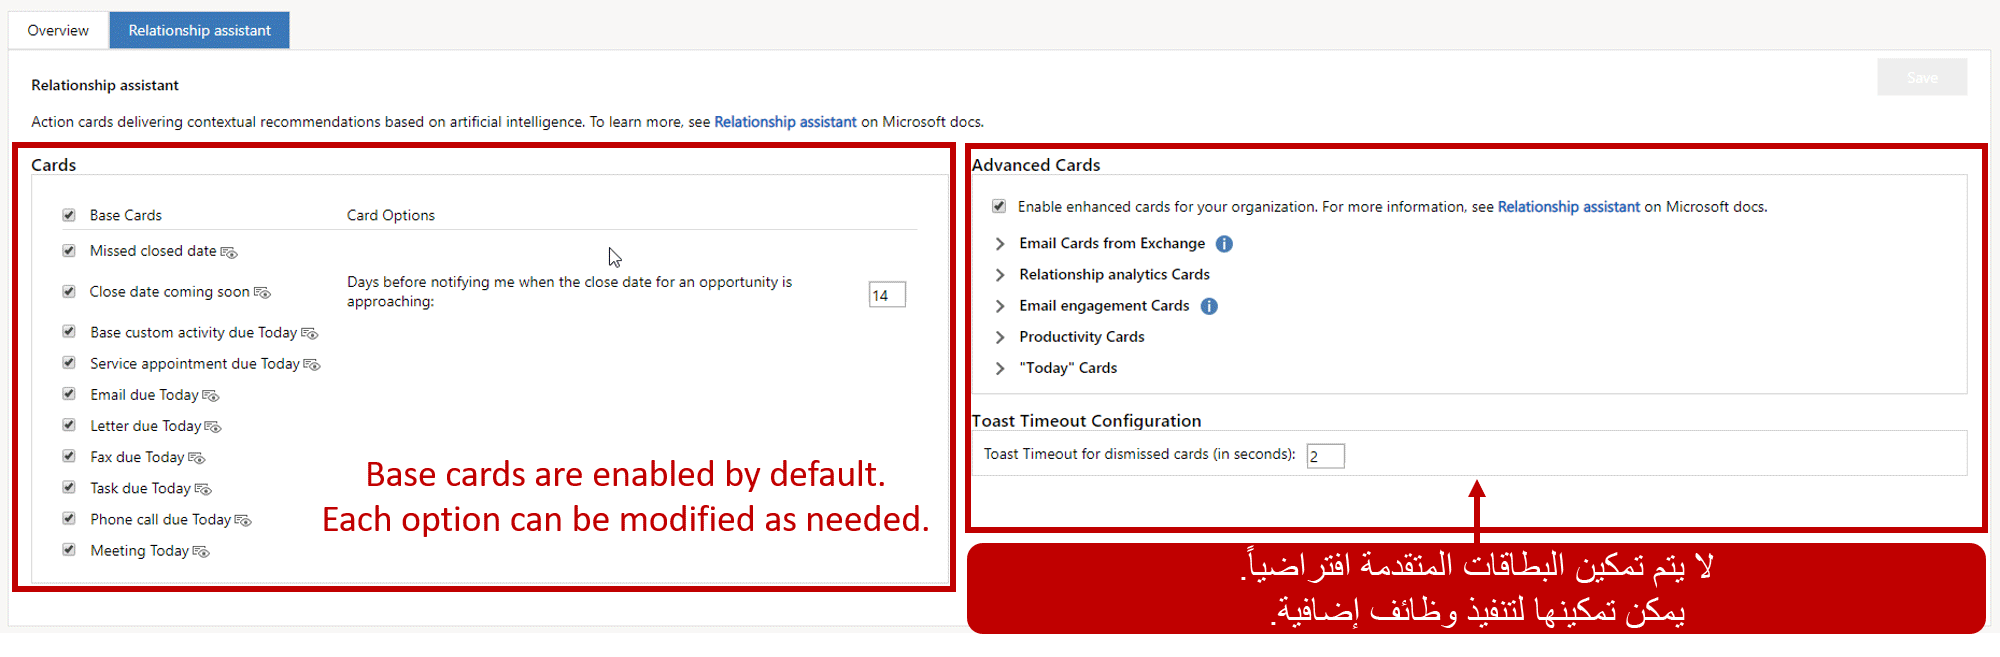 Overview
Relationship assistant
Save
Relationship assistant
Action cards delivering contextual recommendations based on artificial intelligence. To learn more, see Relationship assistant on Microsoft docs.
Cards
Base Cards
Card Options
Missed closed date
Close date coming soon
Days before notifying me when the close date for an opportunity is
approaching:
14
Base custom activity due Today
Service appointment due Today
Email due Today
Letter due Today
Fax due Today
Task due Today
Phone call due Today
Meeting Today
Base cards are enabled by default.
Each option can be modified as needed.
Advanced Cards
Enable enhanced cards for your organization. For more information, see Relationship assistant on Microsoft docs.
Email Cards from Exchange
Relationship analytics Cards
Email engagement Cards
Productivity Cards
"Today" Cards
Toast Timeout Configuration
Toast Timeout for dismissed cards (in seconds): 2
لا يتم تمكين البطاقات المتقدمة افتراضياً.
يمكن تمكينها لتنفيذ وظائف إضافية.